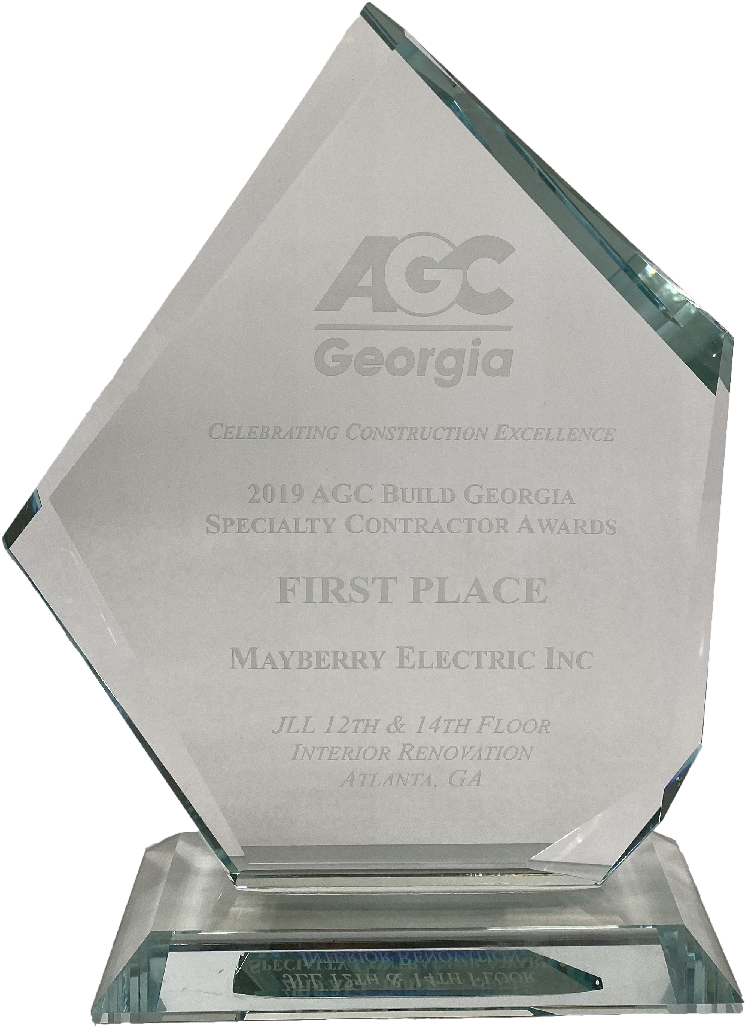 AGC
Georgia
CELEBRATING CONSTRUCTION EXCELLENCE
2019 AGC BUILD GEORGIA
SPECIALTY CONTRACTOR AWARDS
FIRST PLACE
MAYBERRY ELECTRIC INC
JLL 12TH & 14TH FLOOR
INTERIOR RENOVATION
ATLANTA, GA